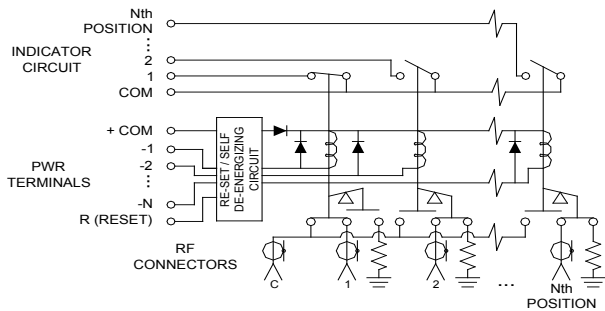 Nth
POSITION
⋮
INDICATOR
CIRCUIT
2
1
COM
+ COM
-1
-2
⋮
-N
R (RESET)
PWR
TERMINALS
RE-SET / SELF
DE-ENERGIZING
CIRCUIT
RF
CONNECTORS
C
1
2
...
Nth
POSITION